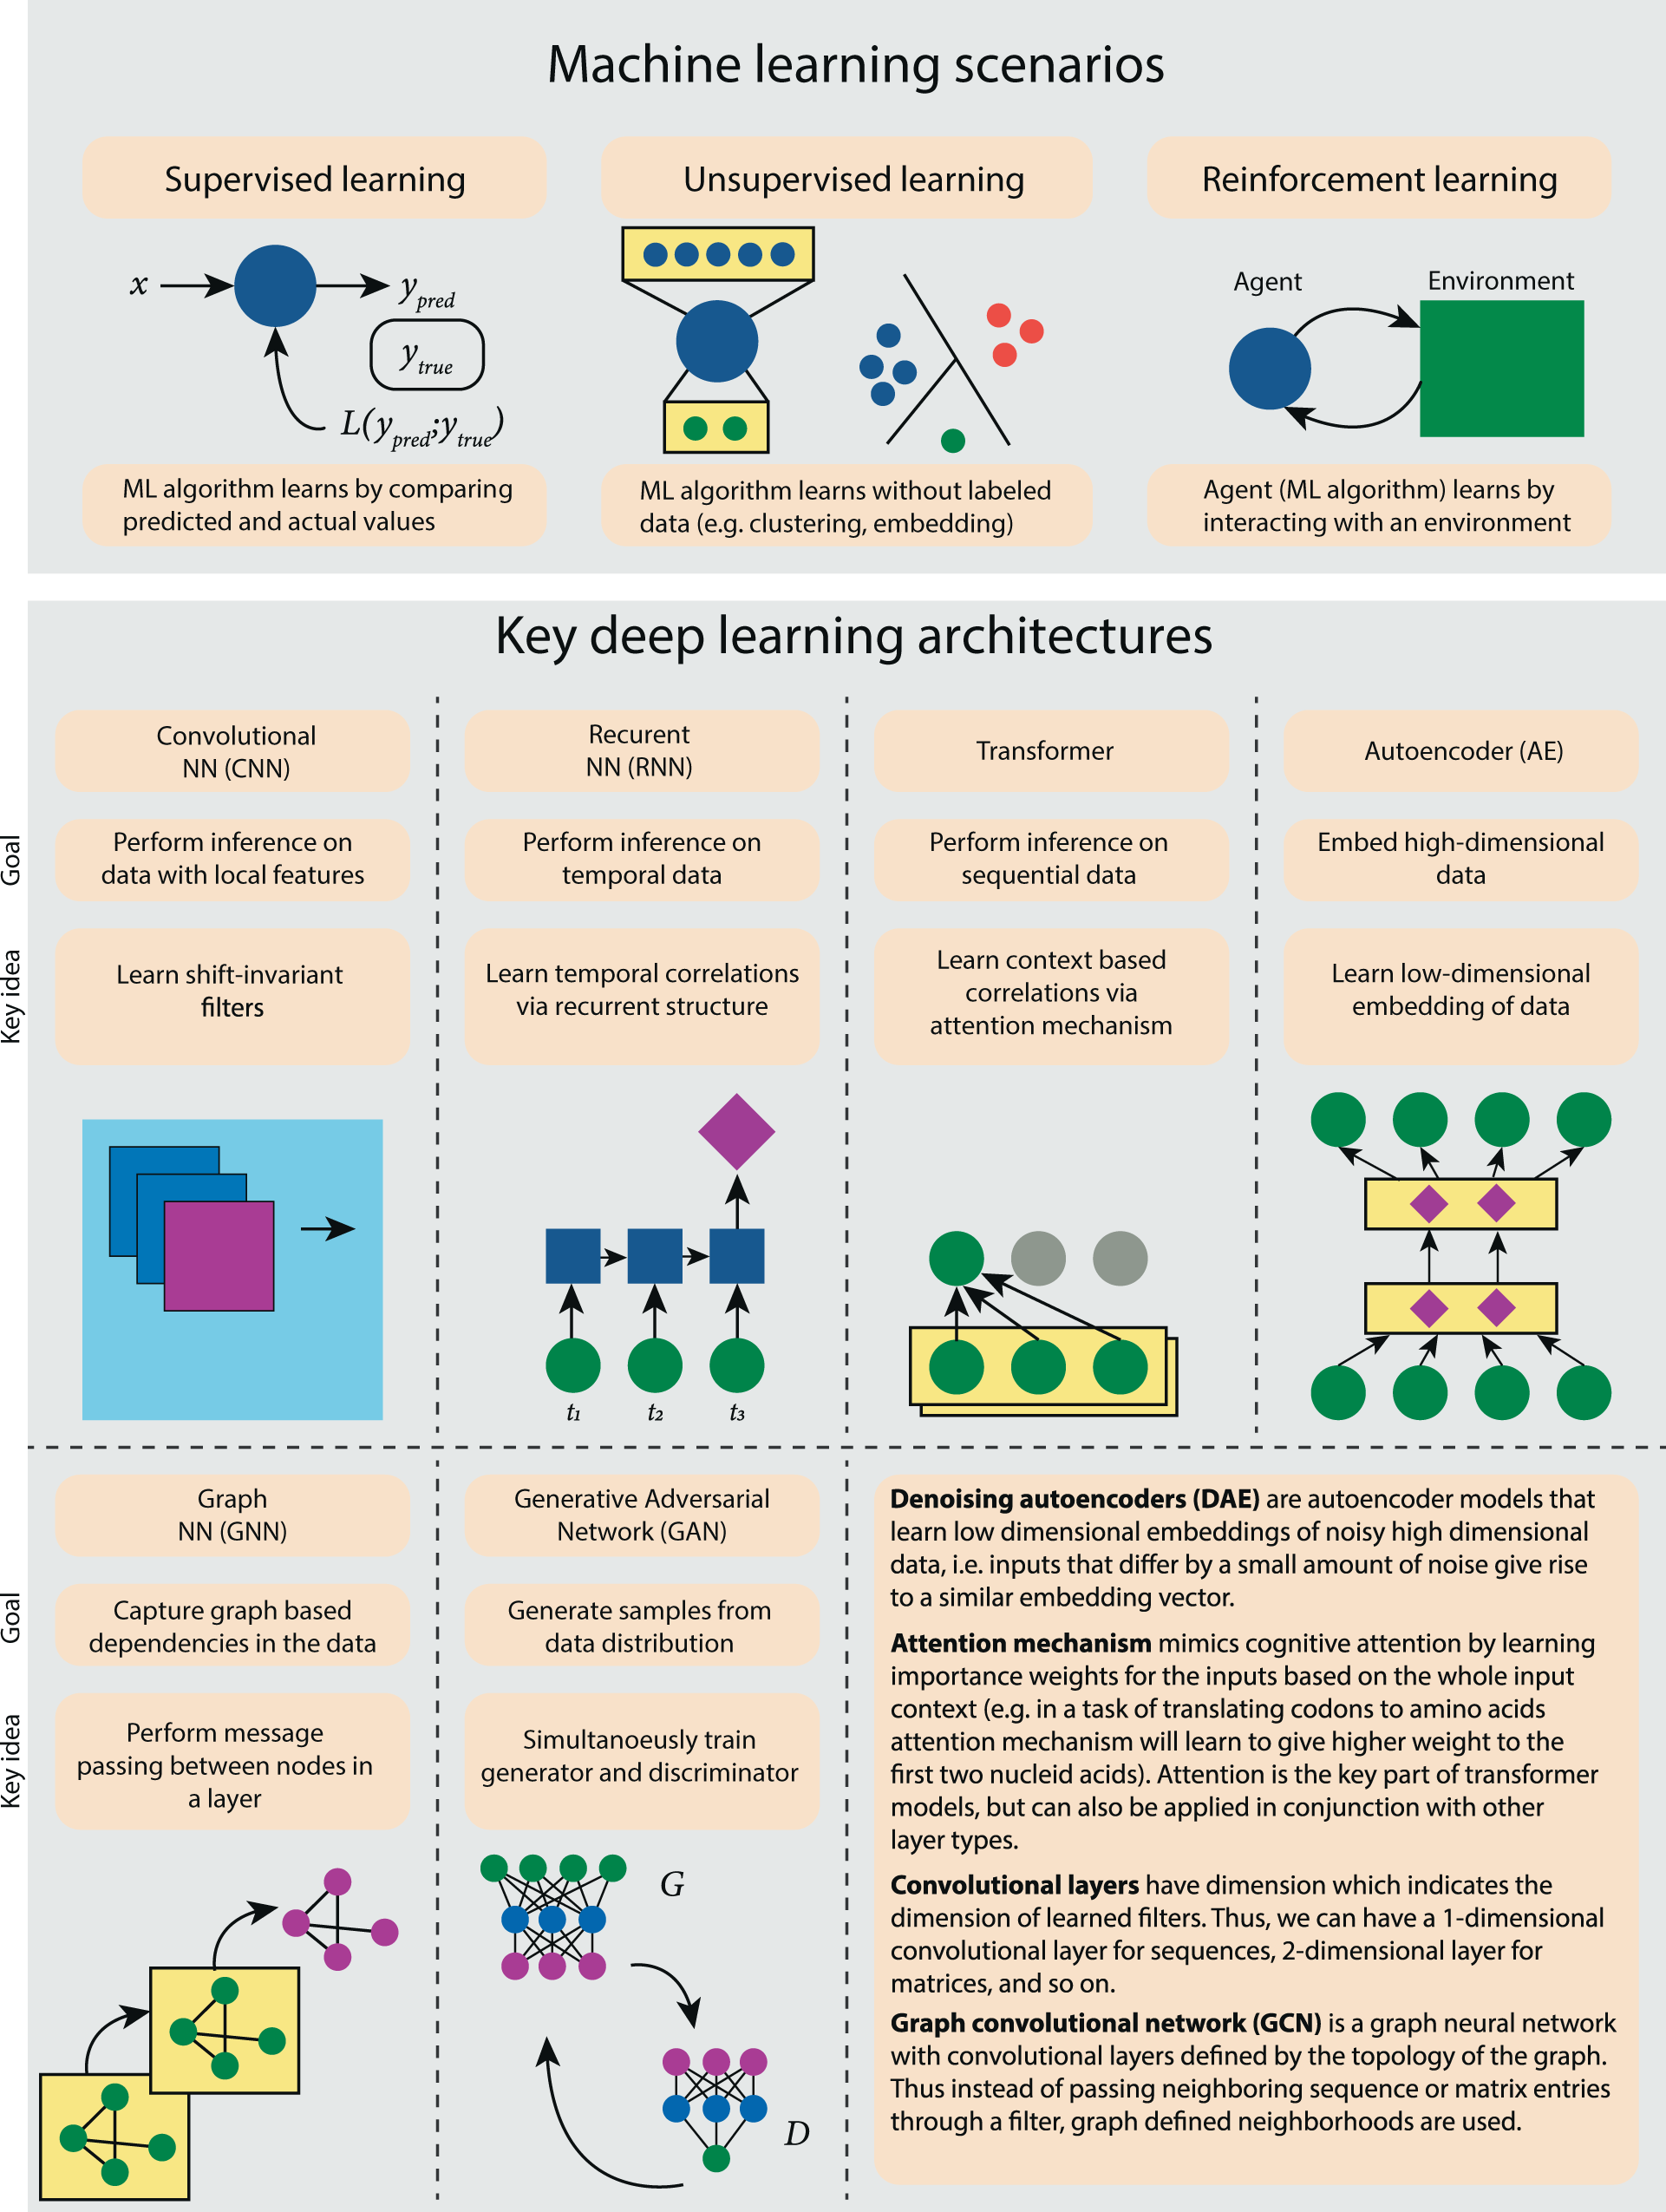 Machine learning scenarios
Supervised learning
x
y pred
y true
L(y pred; y true)
ML algorithm learns by comparing
predicted and actual values
Unsupervised learning
ML algorithm learns without labeled
data (e.g. clustering, embedding)
Reinforcement learning
Agent
Environment
Agent (ML algorithm) learns by
interacting with an environment
Key deep learning architectures
Goal
Key idea
Convolutional
NN (CNN)
Perform inference on
data with local features
Learn shift-invariant
filters
Recurent
NN (RNN)
Perform inference on
temporal data
Learn temporal correlations
via recurrent structure
t1
t2
t3
Transformer
Perform inference on
sequential data
Learn context based
correlations via
attention mechanism
Autoencoder (AE)
Embed high-dimensional
data
Learn low-dimensional
embedding of data
Goal
Key idea
Graph
NN (GNN)
Capture graph based
dependencies in the data
Perform message
passing between nodes in
a layer
Generative Adversarial
Network (GAN)
Generate samples from
data distribution
Simultanoeusly train
generator and discriminator
G
D
Denoising autoencoders (DAE) are autoencoder models that
learn low dimensional embeddings of noisy high dimensional
data, i.e. inputs that differ by a small amount of noise give rise
to a similar embedding vector.
Attention mechanism mimics cognitive attention by learning
importance weights for the inputs based on the whole input
context (e.g. in a task of translating codons to amino acids
attention mechanism will learn to give higher weight to the
first two nucleid acids). Attention is the key part of transformer
models, but can also be applied in conjunction with other
layer types.
Convolutional layers have dimension which indicates the
dimension of learned filters. Thus, we can have a 1-dimensional
convolutional layer for sequences, 2-dimensional layer for
matrices, and so on.
Graph convolutional network (GCN) is a graph neural network
with convolutional layers defined by the topology of the graph.
Thus instead of passing neighboring sequence or matrix entries
through a filter, graph defined neighborhoods are used.